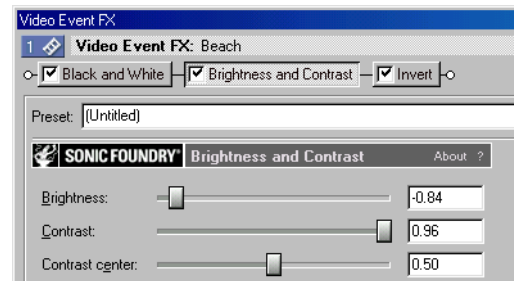 Video Event FX
1 Video Event FX: Beach
Black and White Brightness and Contrast Invert
Preset: (Untitled)
SONIC FOUNDRY® Brightness and Contrast About ?
Brightness: -0.84
Contrast: 0.96
Contrast center: 0.50